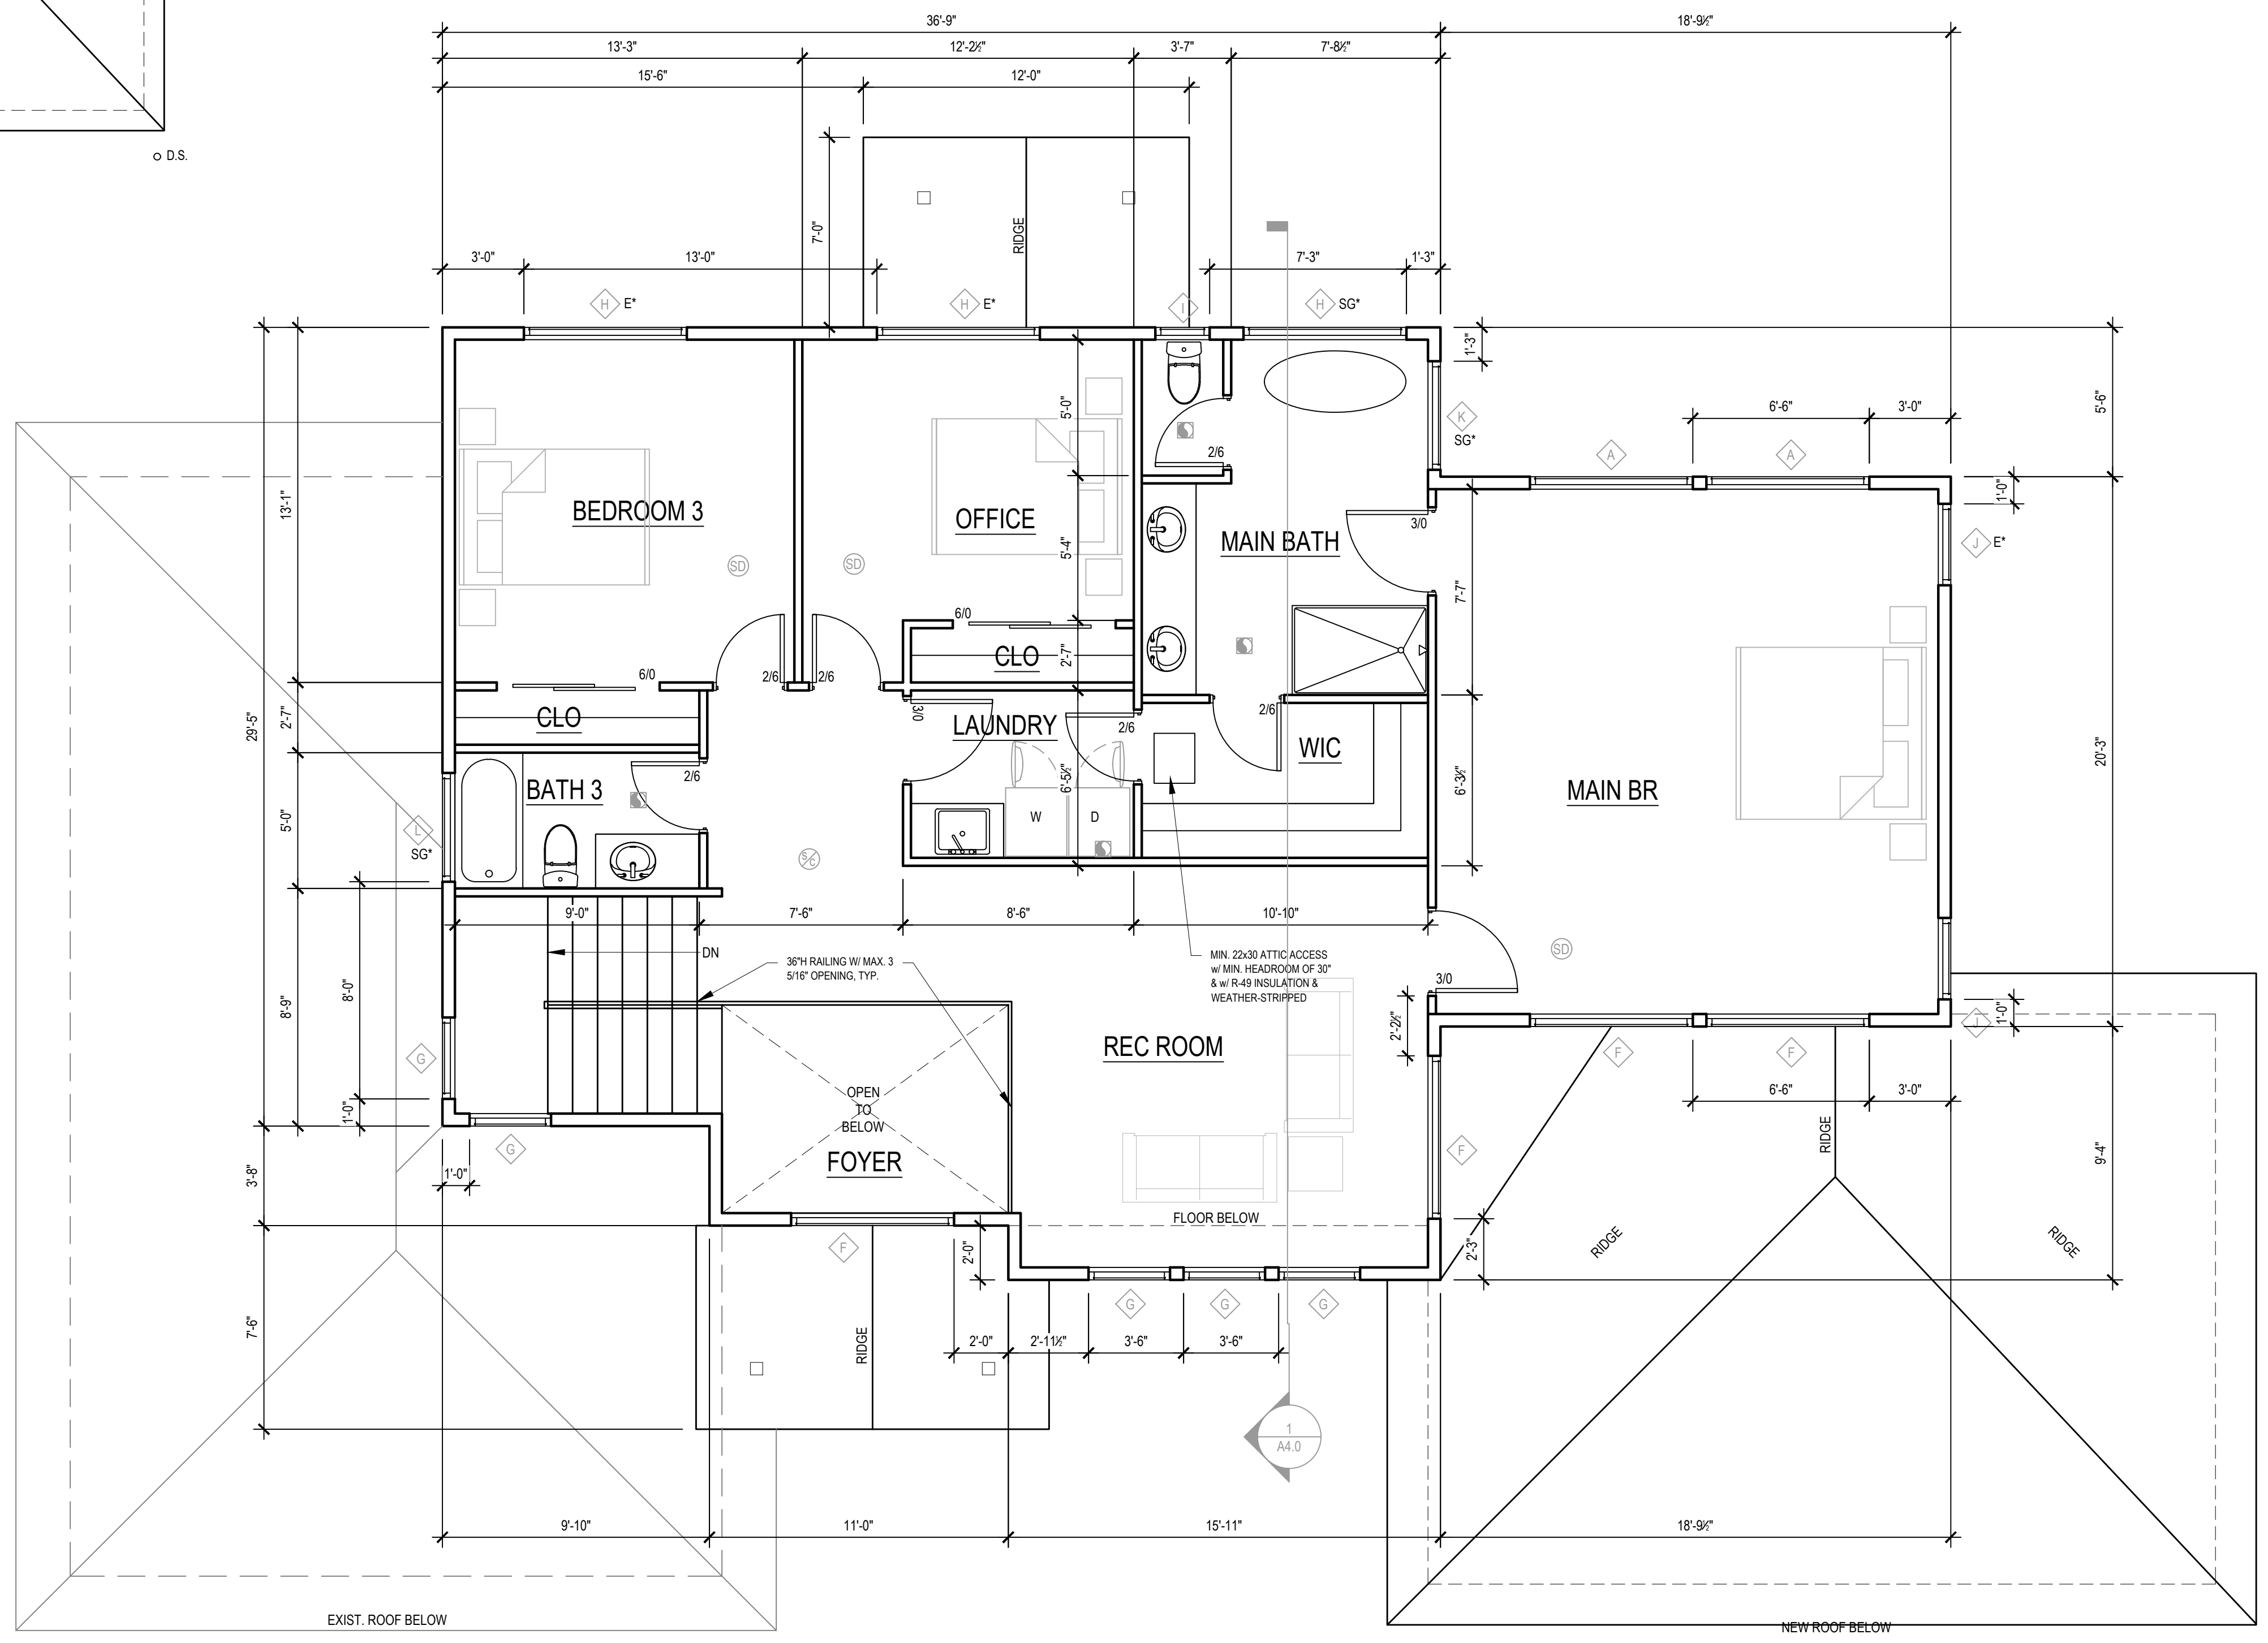 36'-9"
18'-9½"
13'-3"
12'-2½"
3'-7"
7'-8½"
15'-6"
12'-0"
D.S.
7'-0"
RIDGE
3'-0"
13'-0"
7'-3"
1'-3"
H E*
H E*
I
H SG*
1'-3"
K
SG*
6'-6"
3'-0"
5'-6"
A
A
5'-0"
2/6
1'-0"
13'-1"
BEDROOM 3
OFFICE
MAIN BATH
3/0
J E*
5'-4"
SD
SD
7'-7"
6/0
2'-7"
CLO
6/0
2/6
2/6
CLO
3/0
LAUNDRY
2/6
2/6
WIC
29'-5"
2'-7"
20'-3"
BATH 3
2/6
6'-5½"
6'-3½"
MAIN BR
5'-0"
L
SG*
W
D
S/C
9'-0"
7'-6"
8'-6"
10'-10"
DN
36"H RAILING W/ MAX. 3
5/16" OPENING, TYP.
MIN. 22x30 ATTIC ACCESS
w/ MIN. HEADROOM OF 30"
& w/ R-49 INSULATION &
WEATHER-STRIPPED
SD
3/0
8'-0"
8'-9"
2'-2½"
1'-0"
J
G
REC ROOM
F
F
OPEN
TO
BELOW
6'-6"
3'-0"
1'-0"
G
F
RIDGE
9'-4"
FOYER
1'-0"
3'-8"
FLOOR BELOW
F
2'-0"
2'-3"
RIDGE
RIDGE
G
G
G
7'-6"
RIDGE
2'-0"
2'-11½"
3'-6"
3'-6"
1
A4.0
9'-10"
11'-0"
15'-11"
18'-9½"
EXIST. ROOF BELOW
NEW ROOF BELOW